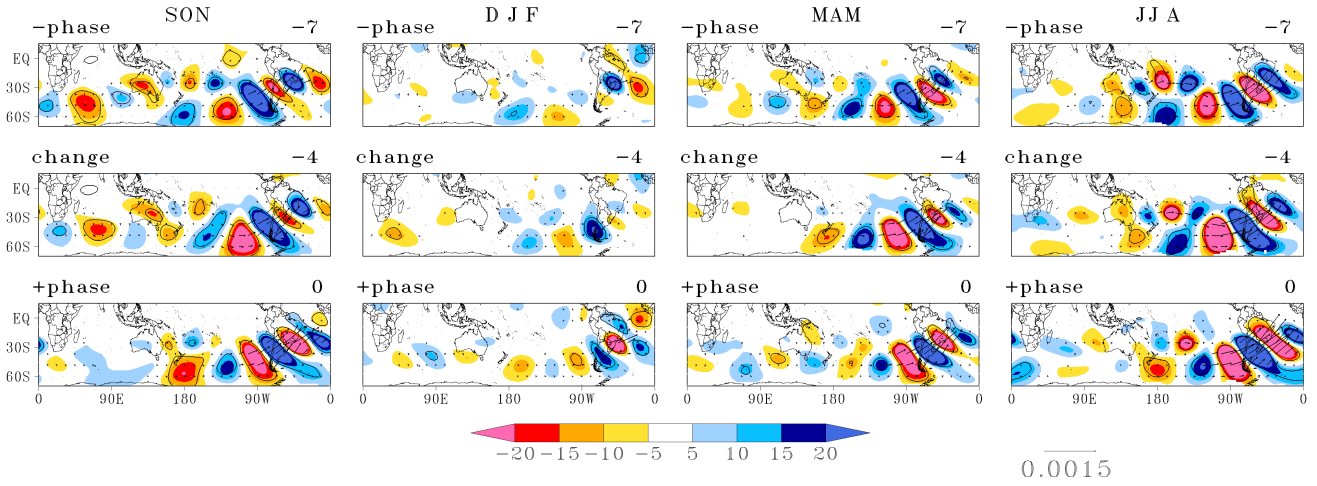 SON DJF MAM JJA
−phase −7 −phase −7 −phase −7 −phase −7
EQ
30S
60S
change −4 change −4 change −4 change −4
EQ
30S
60S
+phase 0 +phase 0 +phase 0 +phase 0
EQ
30S
60S
0 90E 180 90W 0 0 90E 180 90W 0 0 90E 180 90W 0 0 90E 180 90W 0
−20 −15 −10 −5 5 10 15 20
0.0015